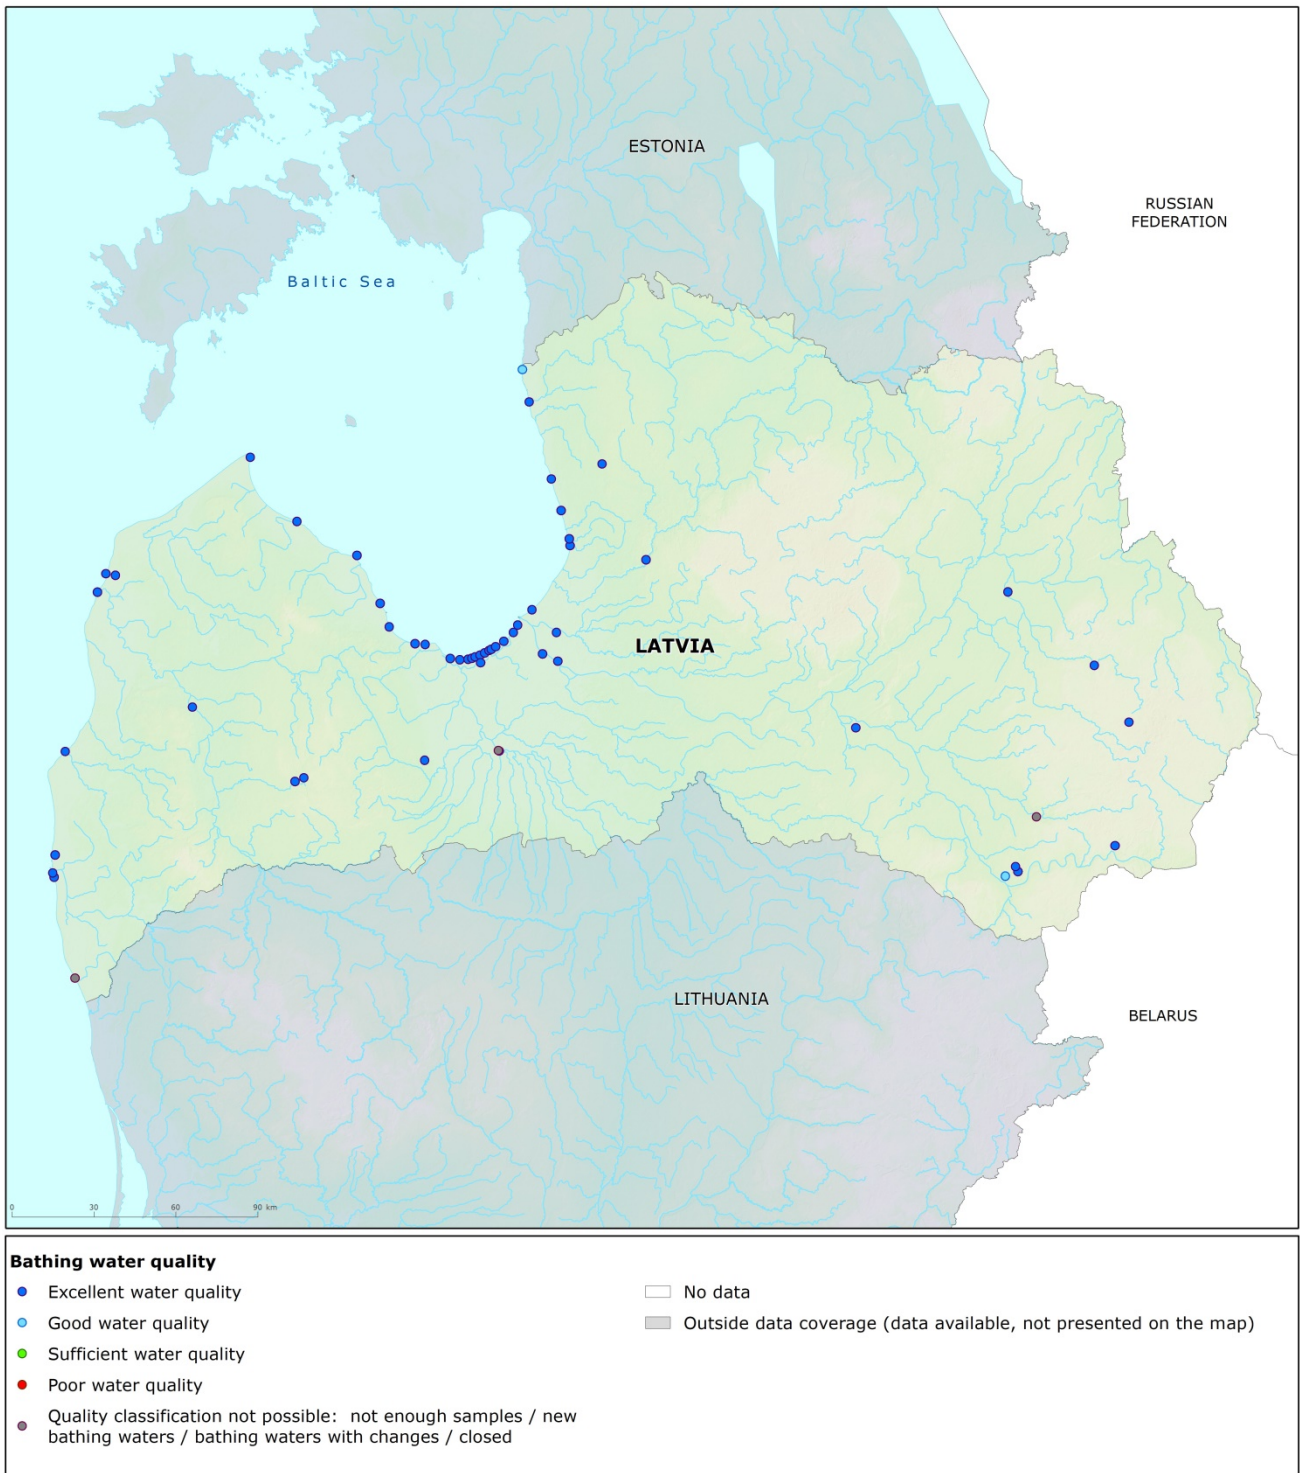 ESTONIA
RUSSIAN
FEDERATION
Baltic Sea
LATVIA
LITHUANIA
BELARUS
0 30 60 90 km
Bathing water quality
Excellent water quality
Good water quality
Sufficient water quality
Poor water quality
Quality classification not possible: not enough samples / new
bathing waters / bathing waters with changes / closed
No data
Outside data coverage (data available, not presented on the map)